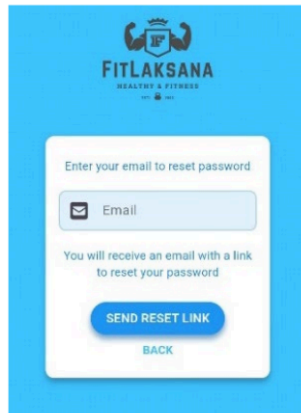 F
FITLAKSANA
HEALTHY & FITNESS
Enter your email to reset password
Email
You will receive an email with a link
to reset your password
SEND RESET LINK
BACK